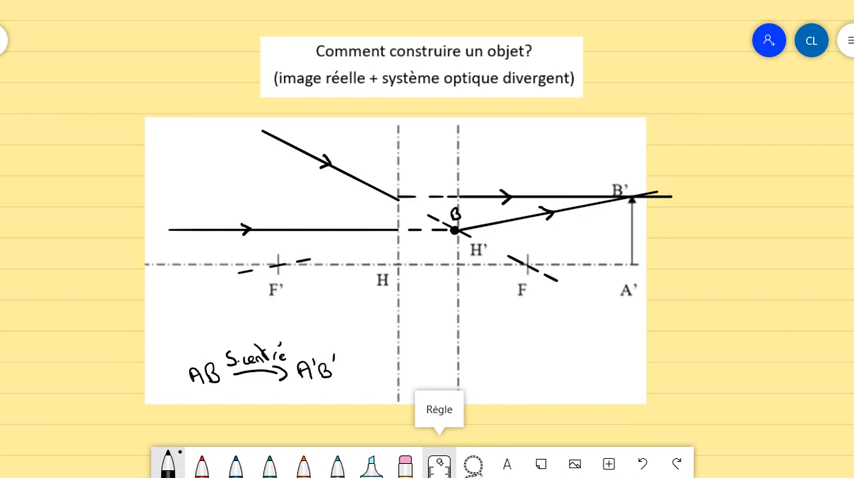 Comment construire un objet?
(image réelle + système optique divergent)
CL
B'
B
H'
H
F'
F
A'
AB S.centré A'B'
Règle
A